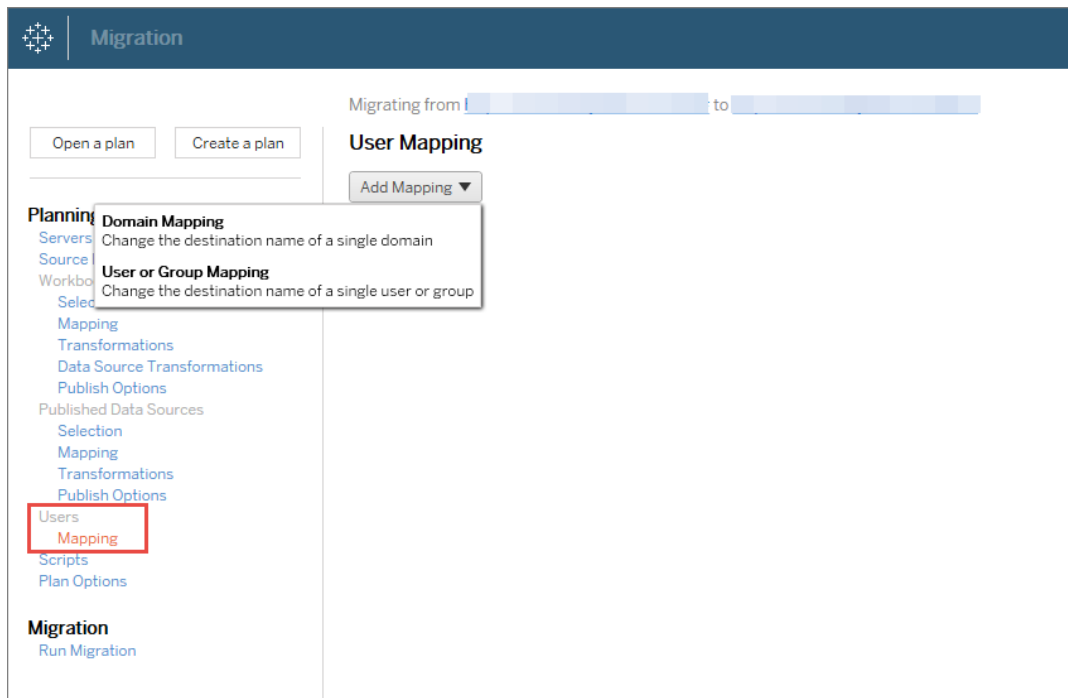 Migration
Migrating from to
Open a plan
Create a plan
User Mapping
Add Mapping ▼
Domain Mapping
Change the destination name of a single domain
User or Group Mapping
Change the destination name of a single user or group
Planning
Servers
Source
Mapping
Transformations
Data Source Transformations
Publish Options
Published Data Sources
Selection
Mapping
Transformations
Publish Options
Users
Mapping
Scripts
Plan Options
Migration
Run Migration